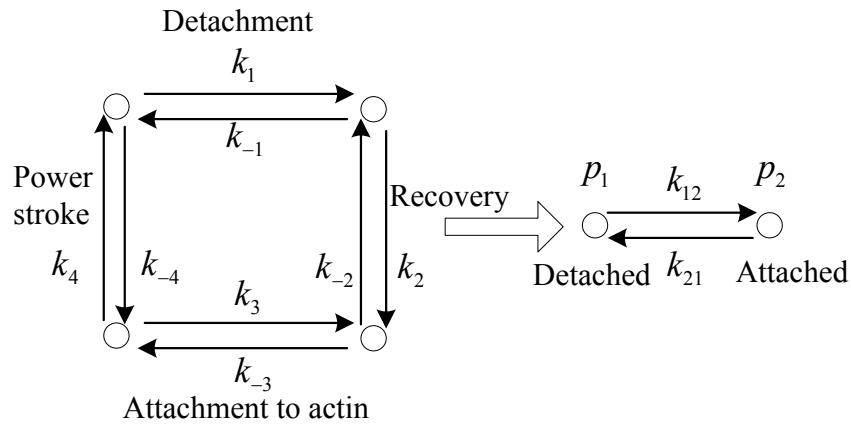 Detachment
k₁
k₋₁
Power
stroke
k₄
k₋₄
k₋₂
k₂
Recovery
k₃
k₋₃
Attachment to actin
p₁
k₁₂
p₂
k₂₁
Detached
Attached